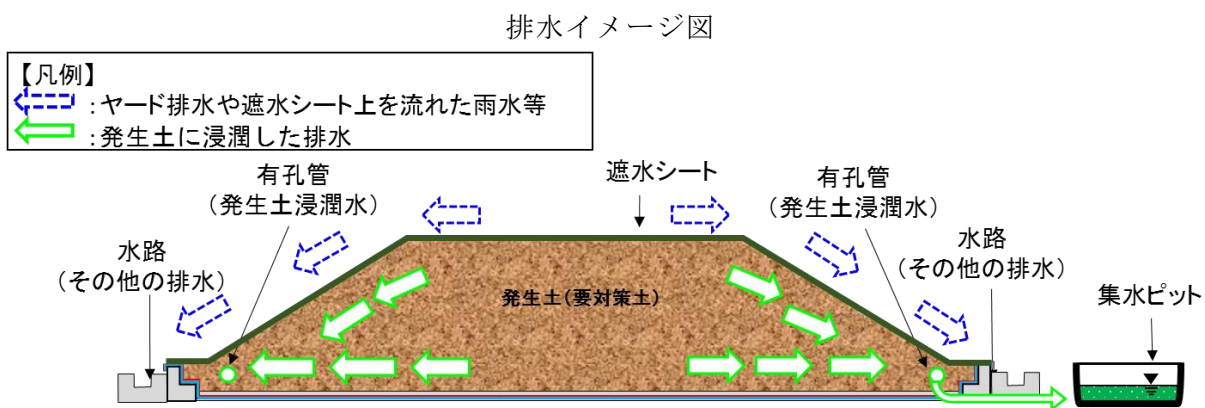 排水イメージ図
【凡例】
:ヤード排水や遮水シート上を流れた雨水等
:発生土に浸潤した排水
有孔管
(発生土浸潤水)
遮水シート
有孔管
(発生土浸潤水)
水路
(その他の排水)
水路
(その他の排水)
発生土(要対策土)
集水ピット